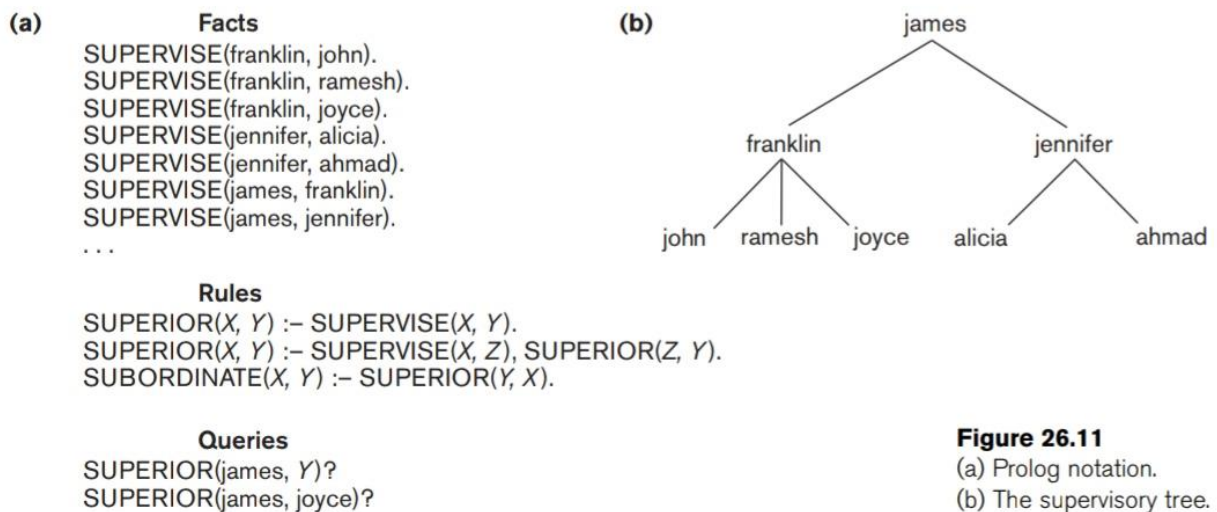 (a)
Facts
SUPERVISE(franklin, john).
SUPERVISE(franklin, ramesh).
SUPERVISE(franklin, joyce).
SUPERVISE(jennifer, alicia).
SUPERVISE(jennifer, ahmad).
SUPERVISE(james, franklin).
SUPERVISE(james, jennifer).
. . .
Rules
SUPERIOR(X, Y) :– SUPERVISE(X, Y).
SUPERIOR(X, Y) :– SUPERVISE(X, Z), SUPERIOR(Z, Y).
SUBORDINATE(X, Y) :– SUPERIOR(Y, X).
Queries
SUPERIOR(james, Y)?
SUPERIOR(james, joyce)?
(b)
james
franklin jennifer
john ramesh joyce alicia ahmad
Figure 26.11
(a) Prolog notation.
(b) The supervisory tree.